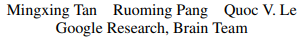 Mingxing Tan Ruoming Pang Quoc V. Le
Google Research, Brain Team